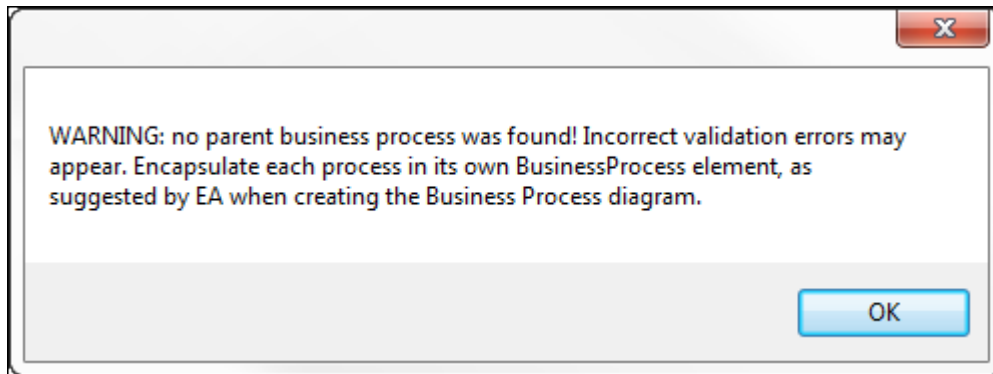 WARNING: no parent business process was found! Incorrect validation errors may
appear. Encapsulate each process in its own BusinessProcess element, as
suggested by EA when creating the Business Process diagram.
OK